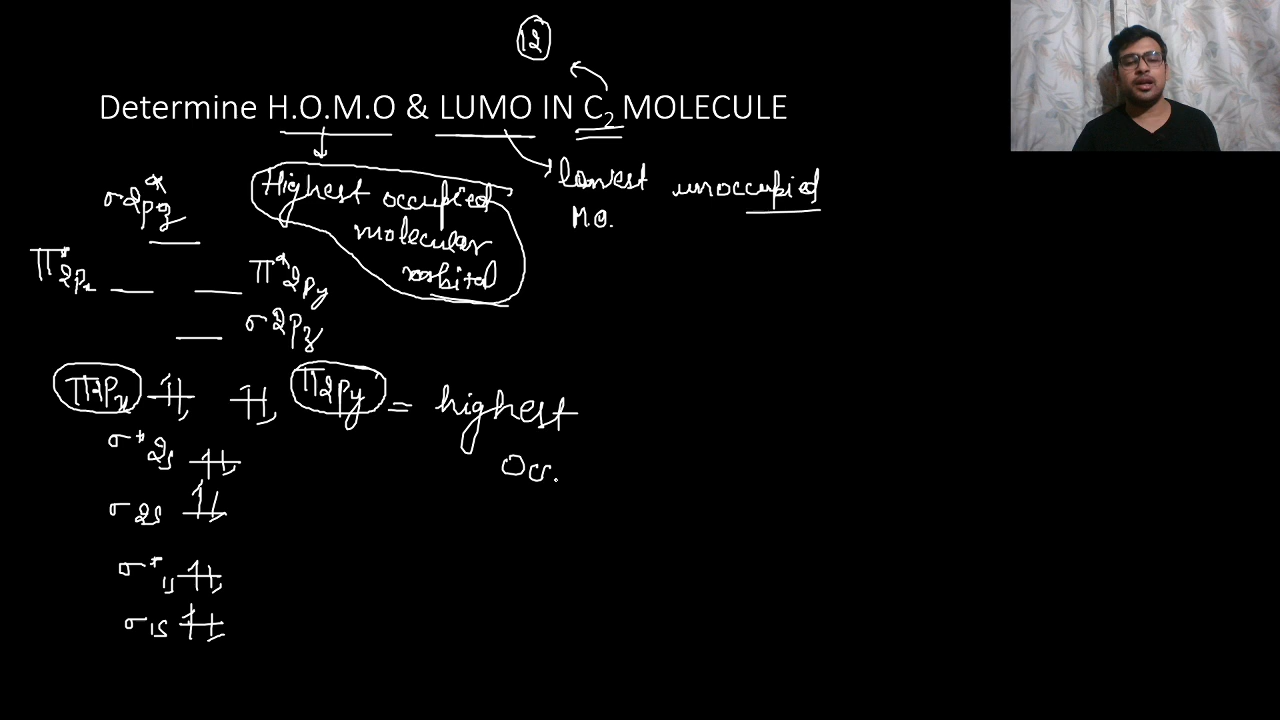 12
Determine H.O.M.O & LUMO IN C₂ MOLECULE
Highest occupied
molecular
orbital
lowest unoccupied
M.O.
σ*2pz
π*2px
π*2py
σ2pz
π2px
π2py = highest
occ.
σ*2s
σ2s
σ*1s
σ1s